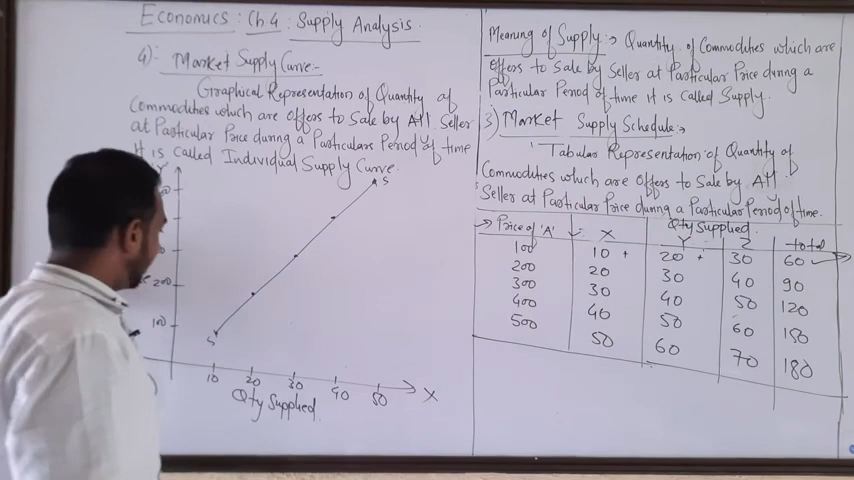 Economics: Ch 4 Supply Analysis.
4): Market Supply Curve:-
Graphical Representation of Quantity of
Commodities which are offers to Sale by All Seller
at Particular Price during a Particulars Period of time
It is Called Individual Supply Curve.
Y
S
200
100
S
10 20 30 40 50 X
Qty Supplied
Meaning of Supply:→ Quantity of Commodities which are
offers to Sale by Seller at Particular Price during a
Particular Period of time it is Called Supply.
3) Market Supply Schedule:→
Tabular Representation of Quantity of
Commodities which are offers to Sale by All
Seller at Particular Price during a Particular Period of time.
→ Price of 'A' Qty Supplied
X Y Z total
100 10 + 20 + 30 60
200 20 30 40 90
300 30 40 50 120
400 40 50 60 150
500 50 60 70 180